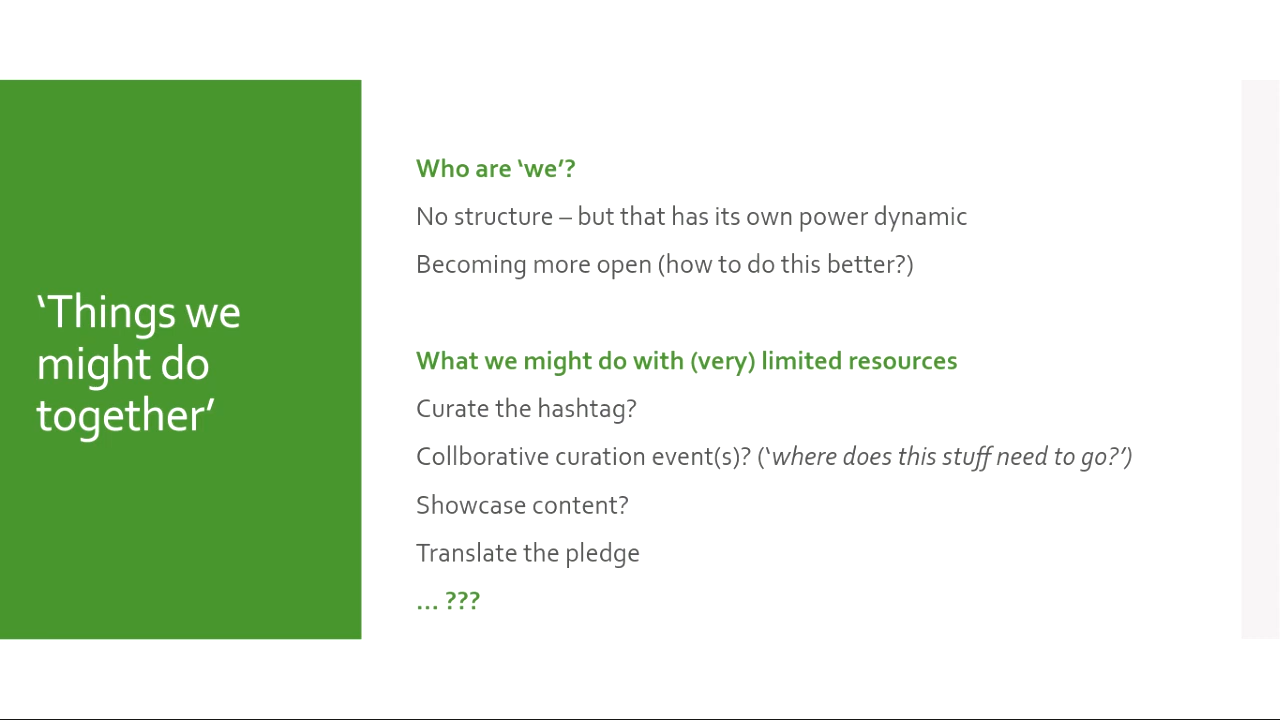 ‘Things we
might do
together’
Who are ‘we’?
No structure – but that has its own power dynamic
Becoming more open (how to do this better?)
What we might do with (very) limited resources
Curate the hashtag?
Collborative curation event(s)? (‘where does this stuff need to go?’)
Showcase content?
Translate the pledge
... ???